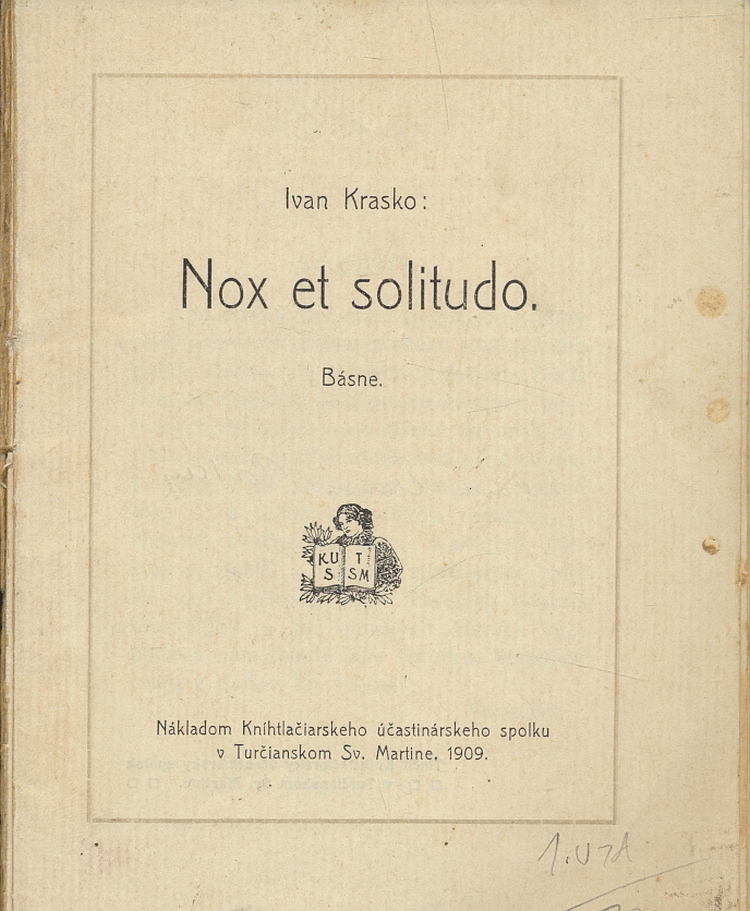 Ivan Krasko:
Nox et solitudo.
Básne.
KU T
S SM
Nákladom Kníhtlačiarskeho účastinárskeho spolku
v Turčianskom Sv. Martine. 1909.